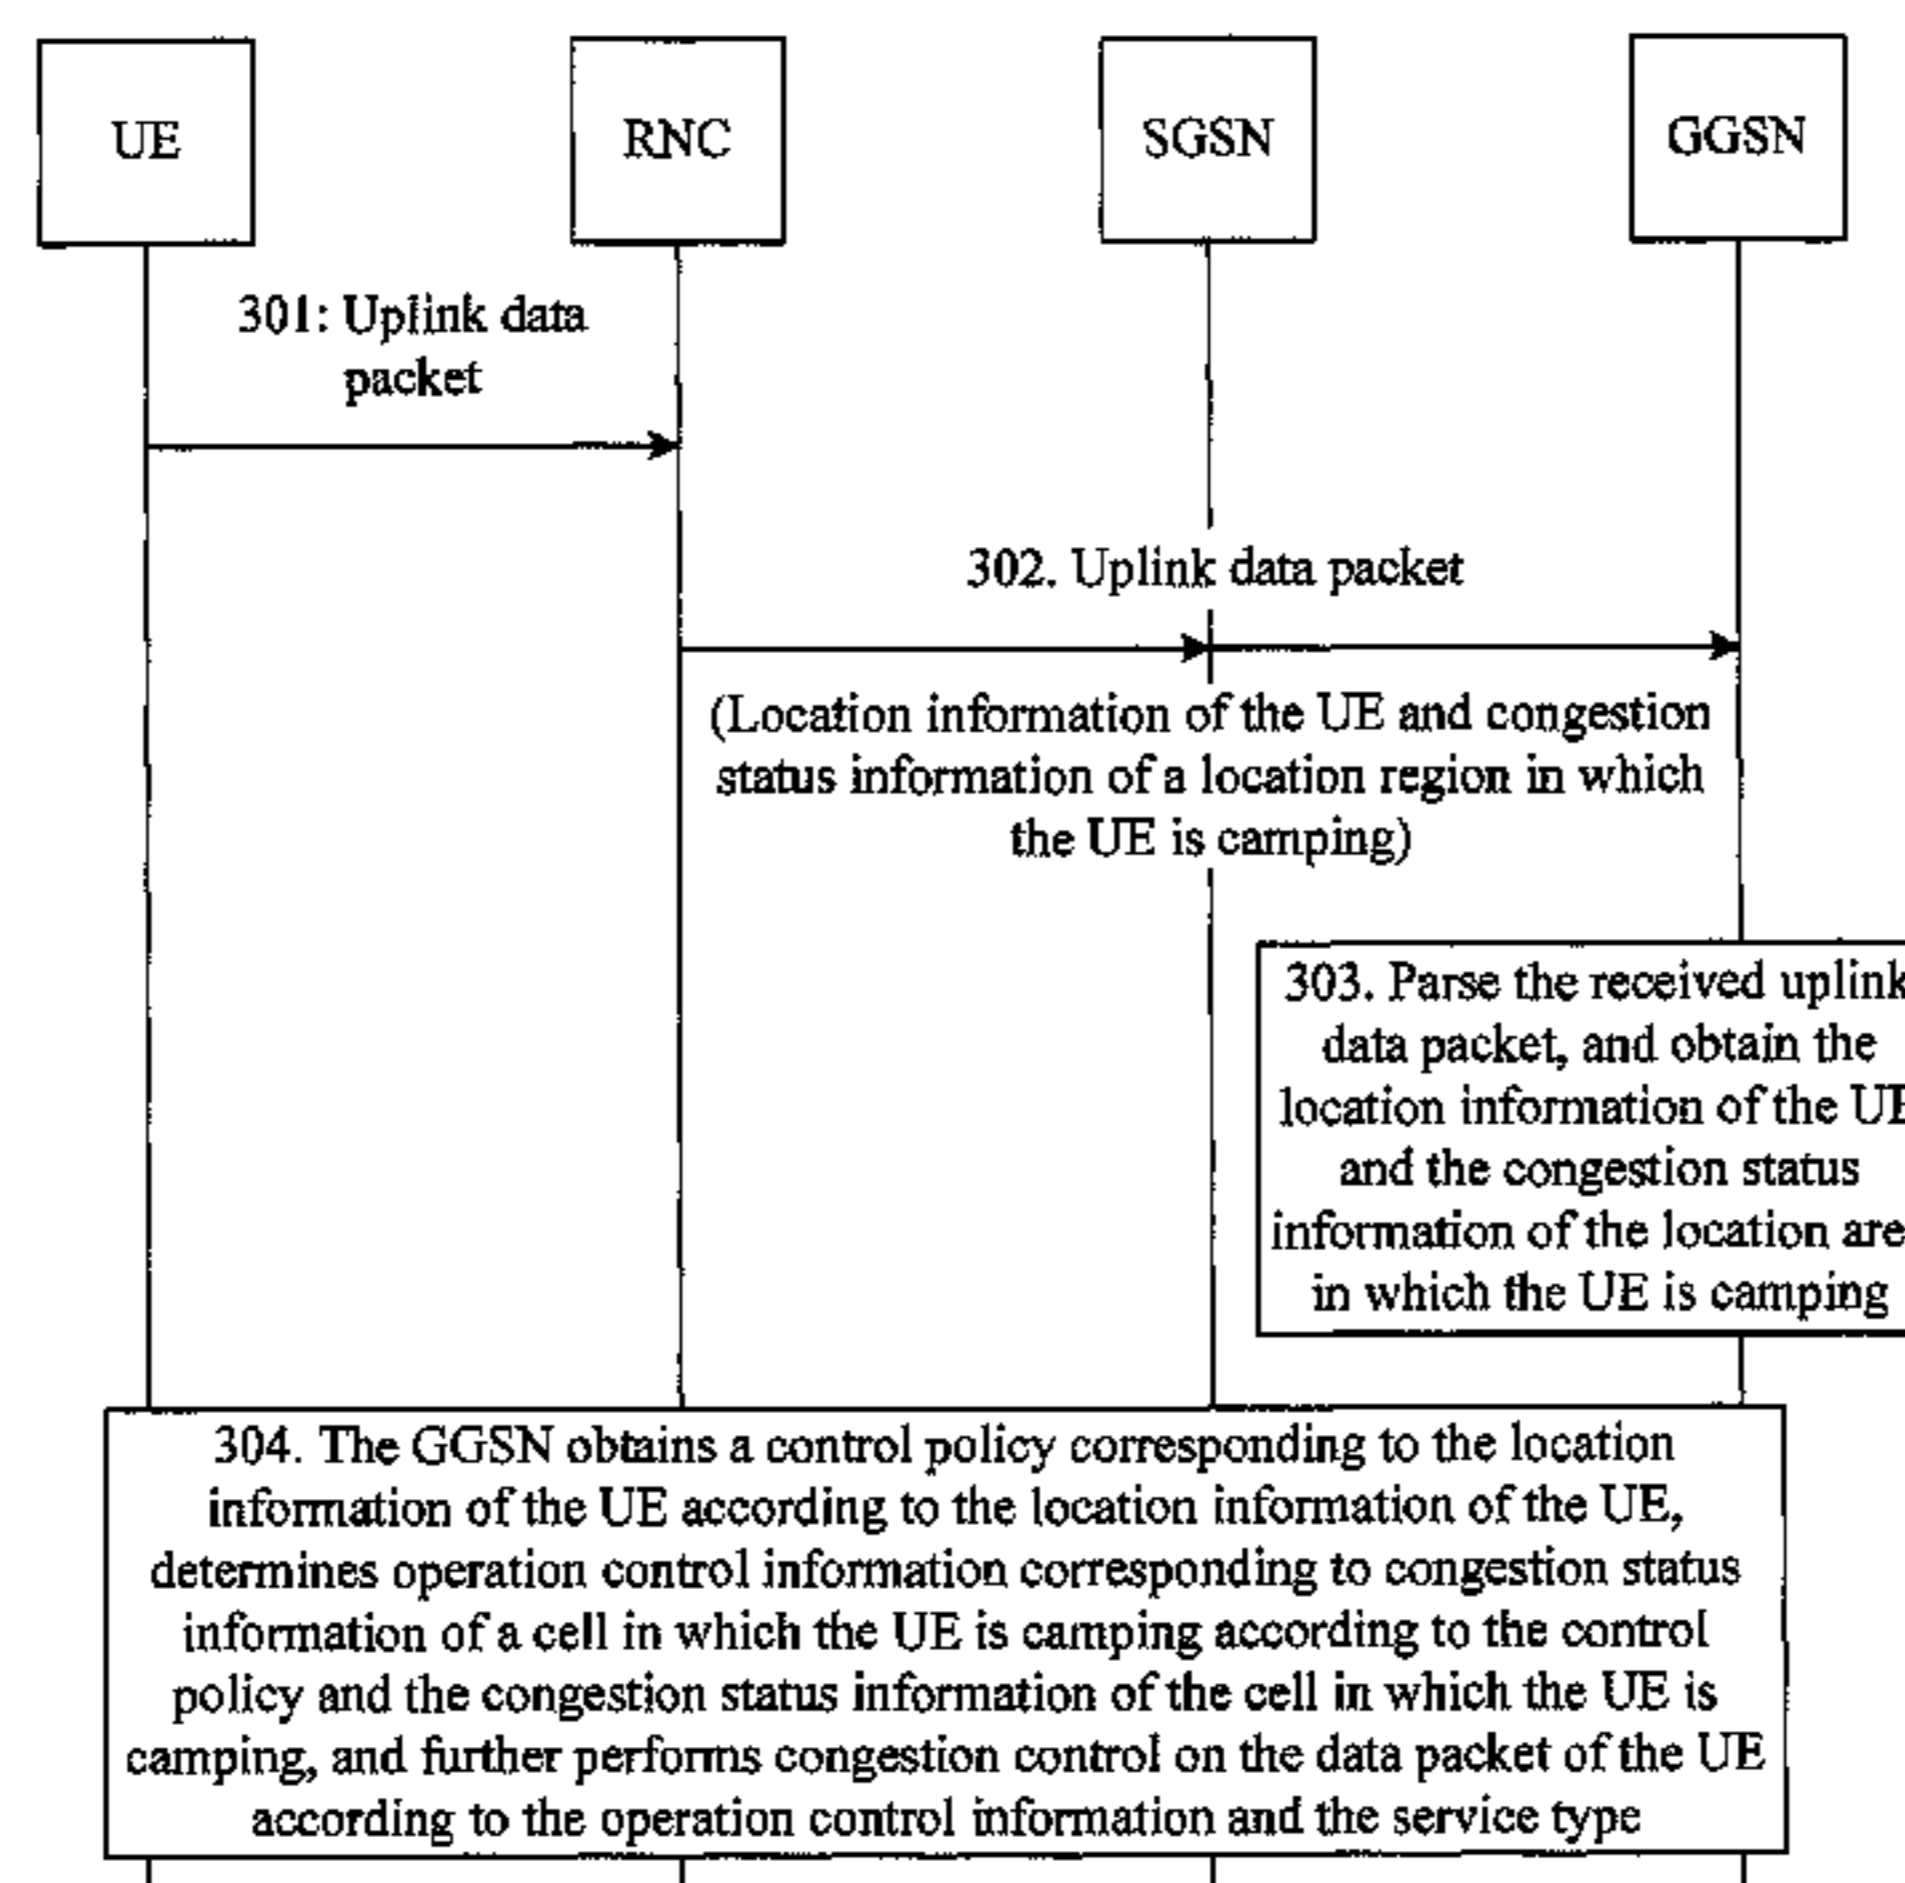 UE
RNC
SGSN
GGSN
301: Uplink data
packet
302. Uplink data packet
(Location information of the UE and congestion
status information of a location region in which
the UE is camping)
303. Parse the received uplink
data packet, and obtain the
location information of the UE
and the congestion status
information of the location are
in which the UE is camping
304. The GGSN obtains a control policy corresponding to the location
information of the UE according to the location information of the UE,
determines operation control information corresponding to congestion status
information of a cell in which the UE is camping according to the control
policy and the congestion status information of the cell in which the UE is
camping, and further performs congestion control on the data packet of the UE
according to the operation control information and the service type